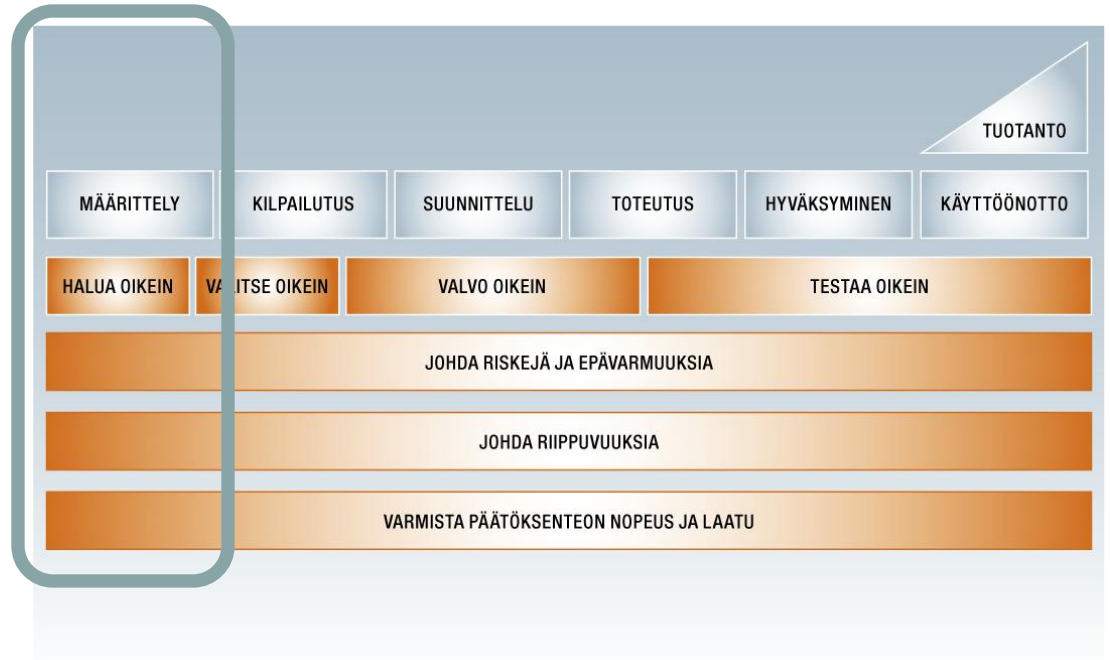 TUOTANTO
MÄÄRITTELY KILPAILUTUS SUUNNITTELU TOTEUTUS HYVÄKSYMINEN KÄYTTÖÖNOTTO
HALUA OIKEIN VALITSE OIKEIN VALVO OIKEIN TESTAA OIKEIN
JOHDA RISKEJÄ JA EPÄVARMUUKSIA
JOHDA RIIPPUVUUKSIA
VARMISTA PÄÄTÖKSENTEON NOPEUS JA LAATU